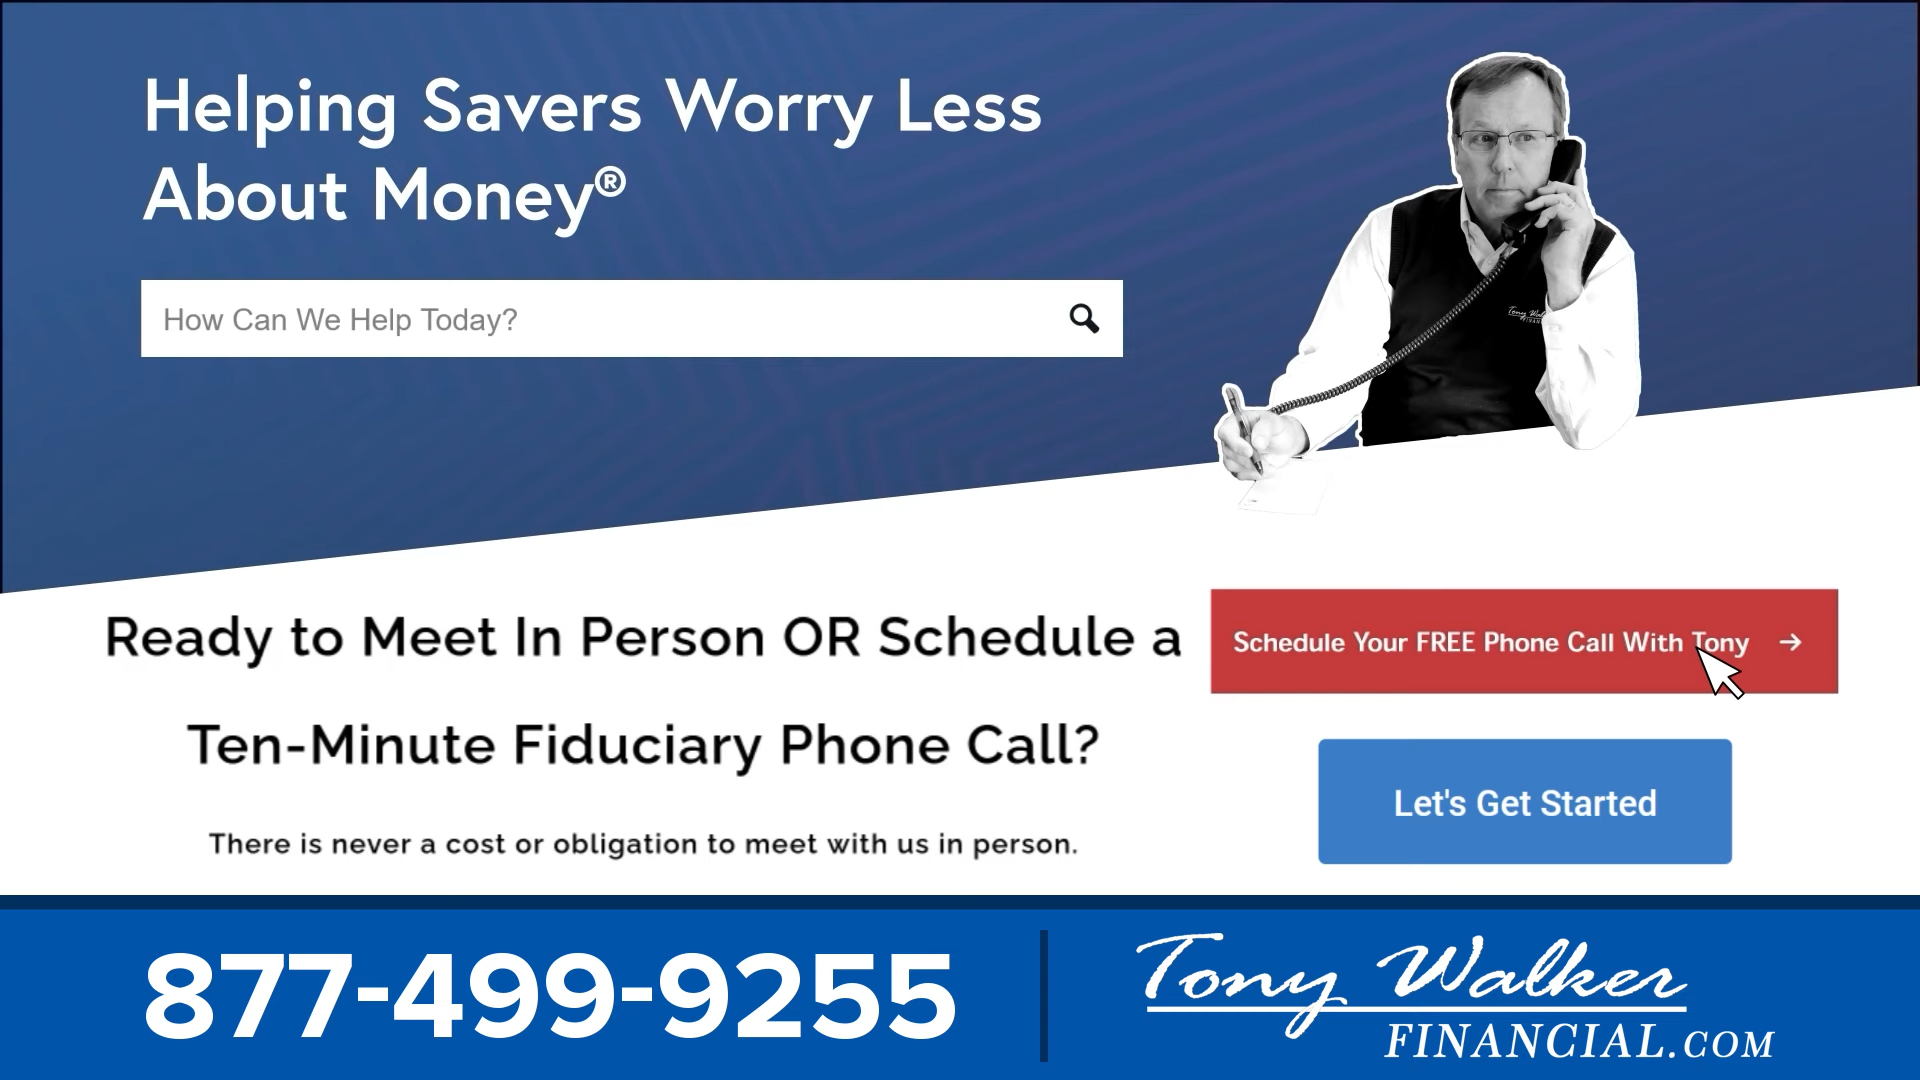 Helping Savers Worry Less
About Money®
How Can We Help Today?
Ready to Meet In Person OR Schedule a
Ten-Minute Fiduciary Phone Call?
There is never a cost or obligation to meet with us in person.
Schedule Your FREE Phone Call With Tony →
Let's Get Started
877-499-9255
Tony Walker
FINANCIAL.COM